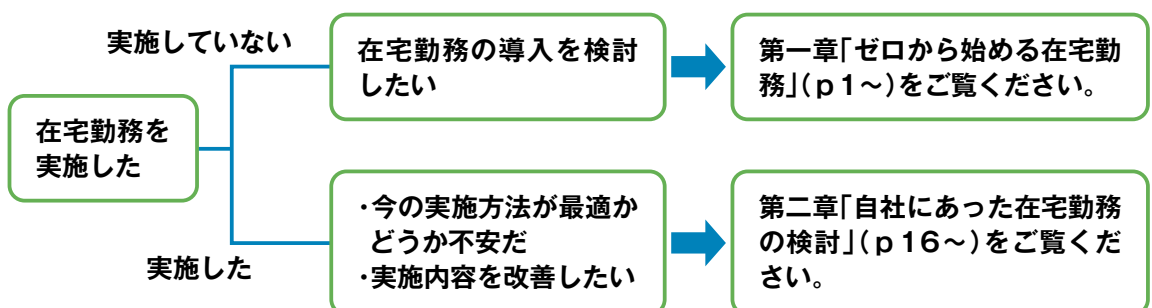 実施していない
在宅勤務の導入を検討
したい
第一章「ゼロから始める在宅勤
務」(p1～)をご覧ください。
在宅勤務を
実施した
・今の実施方法が最適か
どうか不安だ
・実施内容を改善したい
第二章「自社にあった在宅勤務
の検討」(p16～)をご覧くだ
さい。
実施した